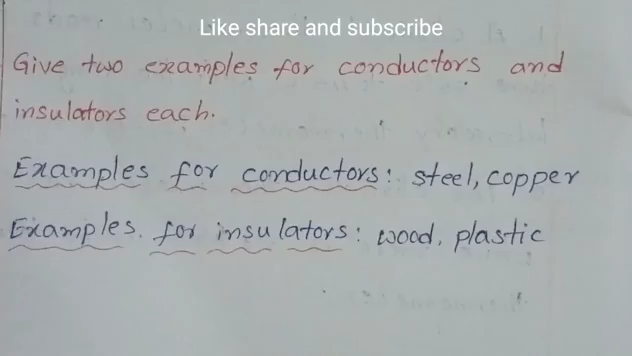 Like share and subscribe
Give two examples for conductors and
insulators each.
Examples for conductors: steel, copper
Examples. for insulators: wood, plastic